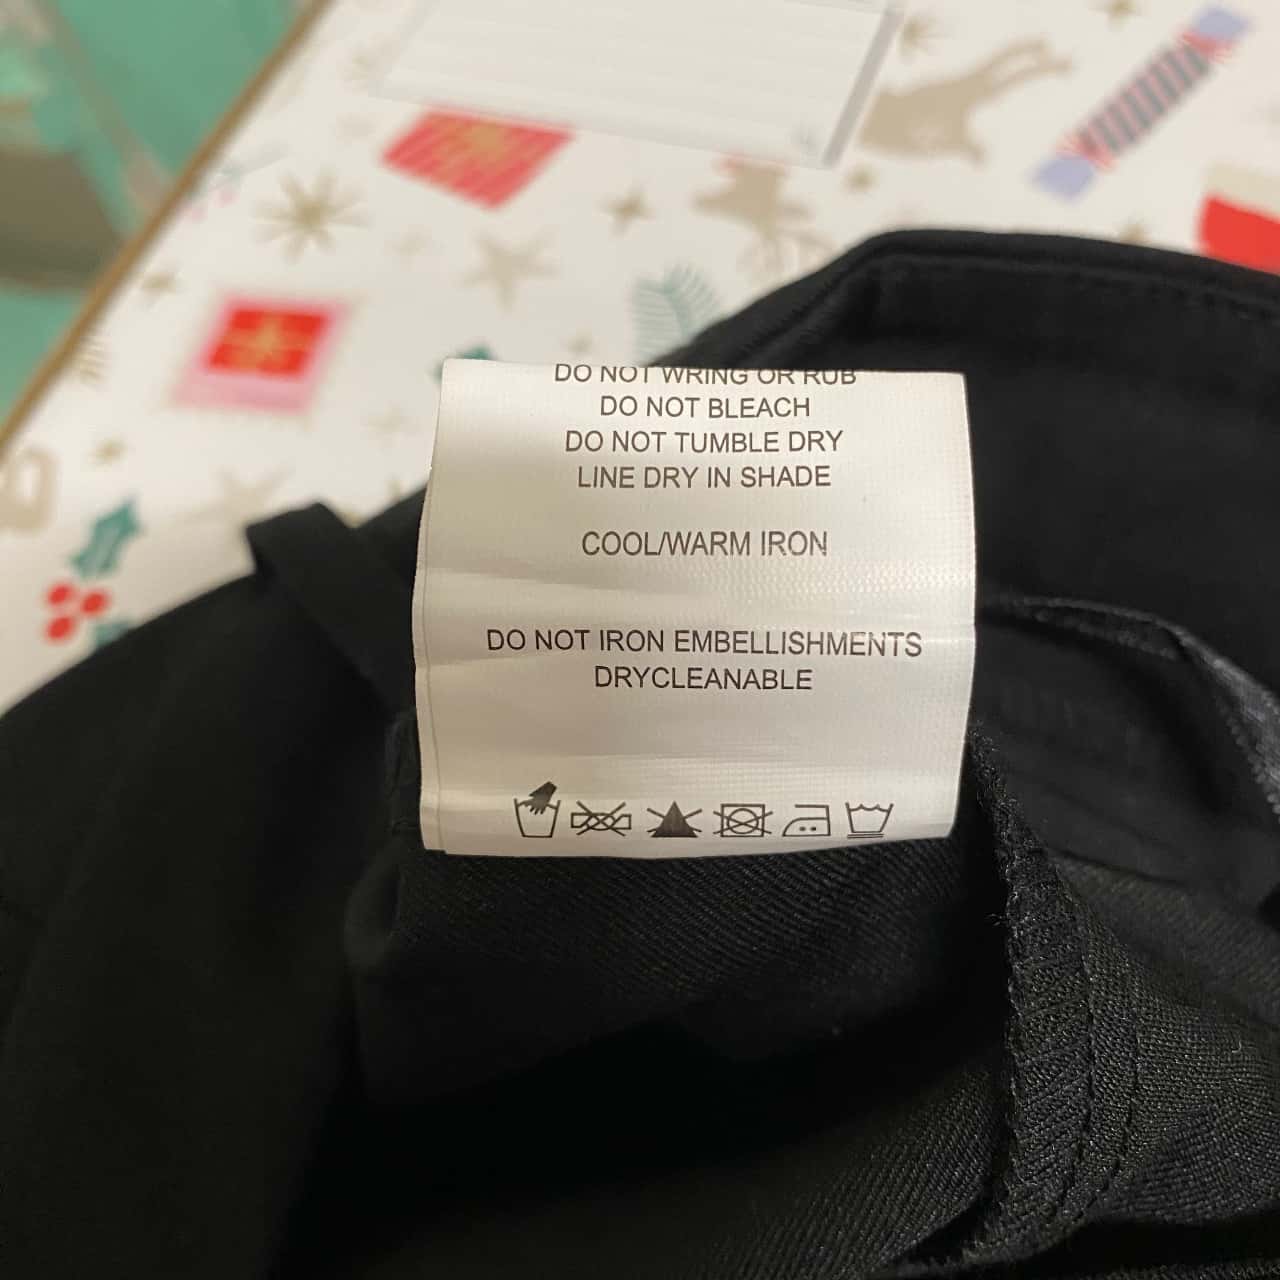 DO NOT WRING OR RUB
DO NOT BLEACH
DO NOT TUMBLE DRY
LINE DRY IN SHADE
COOL/WARM IRON
DO NOT IRON EMBELLISHMENTS
DRYCLEANABLE